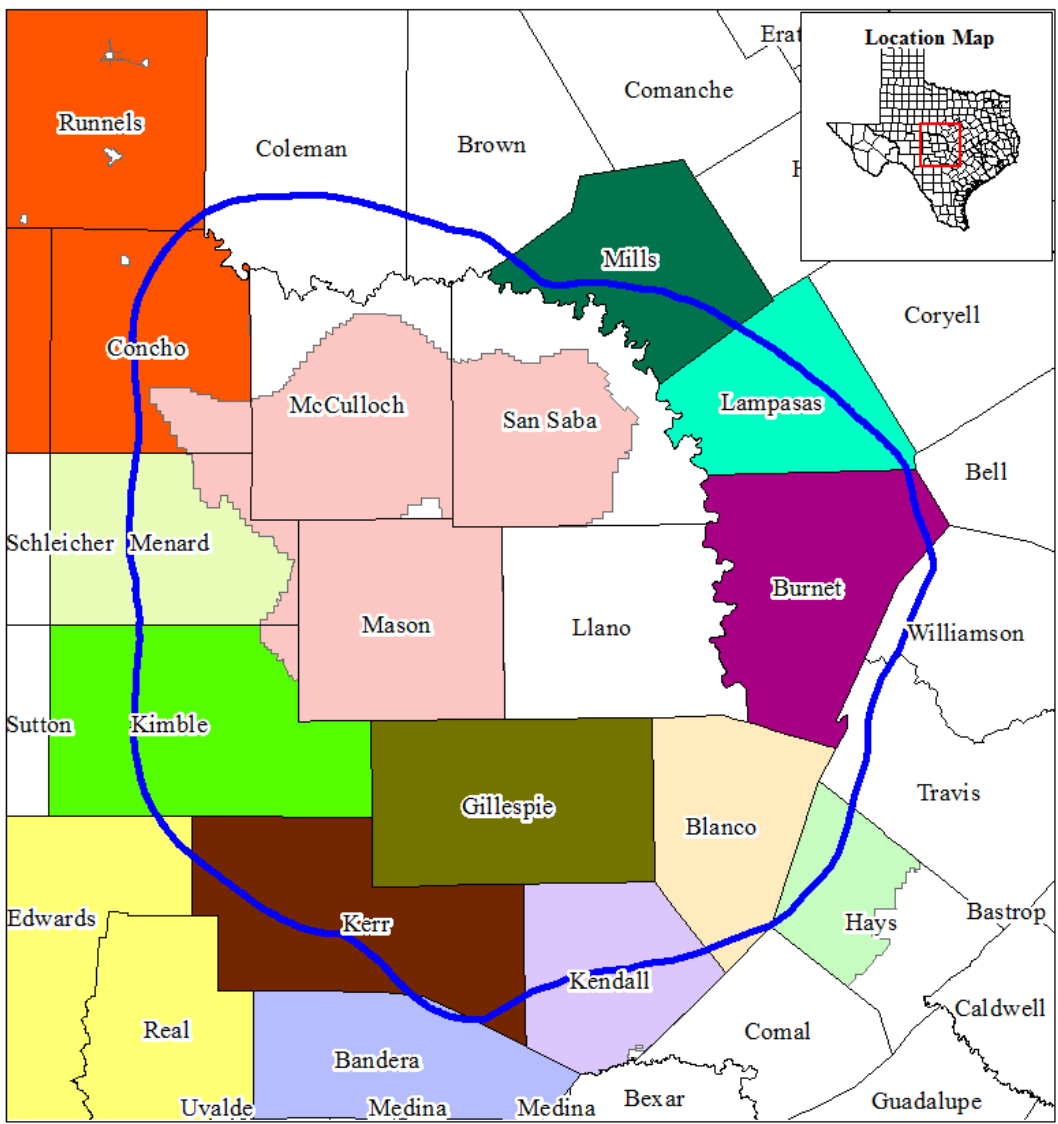 Erat
Location Map
Comanche
Runnels
Coleman
Brown
H
Mills
Coryell
Concho
McCulloch
San Saba
Lampasas
Bell
Schleicher
Menard
Burnet
Mason
Llano
Williamson
Sutton
Kimble
Travis
Gillespie
Blanco
Edwards
Kerr
Hays
Bastrop
Kendall
Caldwell
Real
Comal
Bandera
Uvalde
Medina
Medina
Bexar
Guadalupe